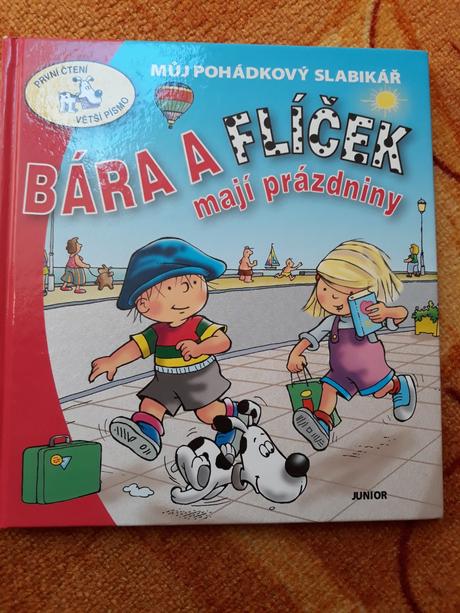 PRVNÍ ČTENÍ
VĚTŠÍ PÍSMO
MŮJ POHÁDKOVÝ SLABIKÁŘ
BÁRA A FLÍČEK
mají prázdniny
JUNIOR